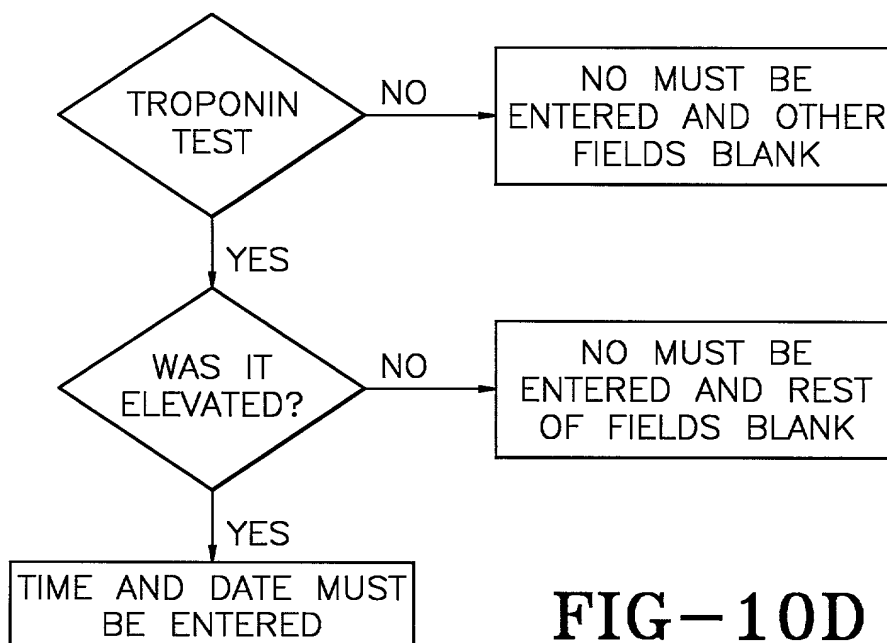 TROPONIN
TEST
NO
NO MUST BE
ENTERED AND OTHER
FIELDS BLANK
YES
WAS IT
ELEVATED?
NO
NO MUST BE
ENTERED AND REST
OF FIELDS BLANK
YES
TIME AND DATE MUST
BE ENTERED
FIG-10D